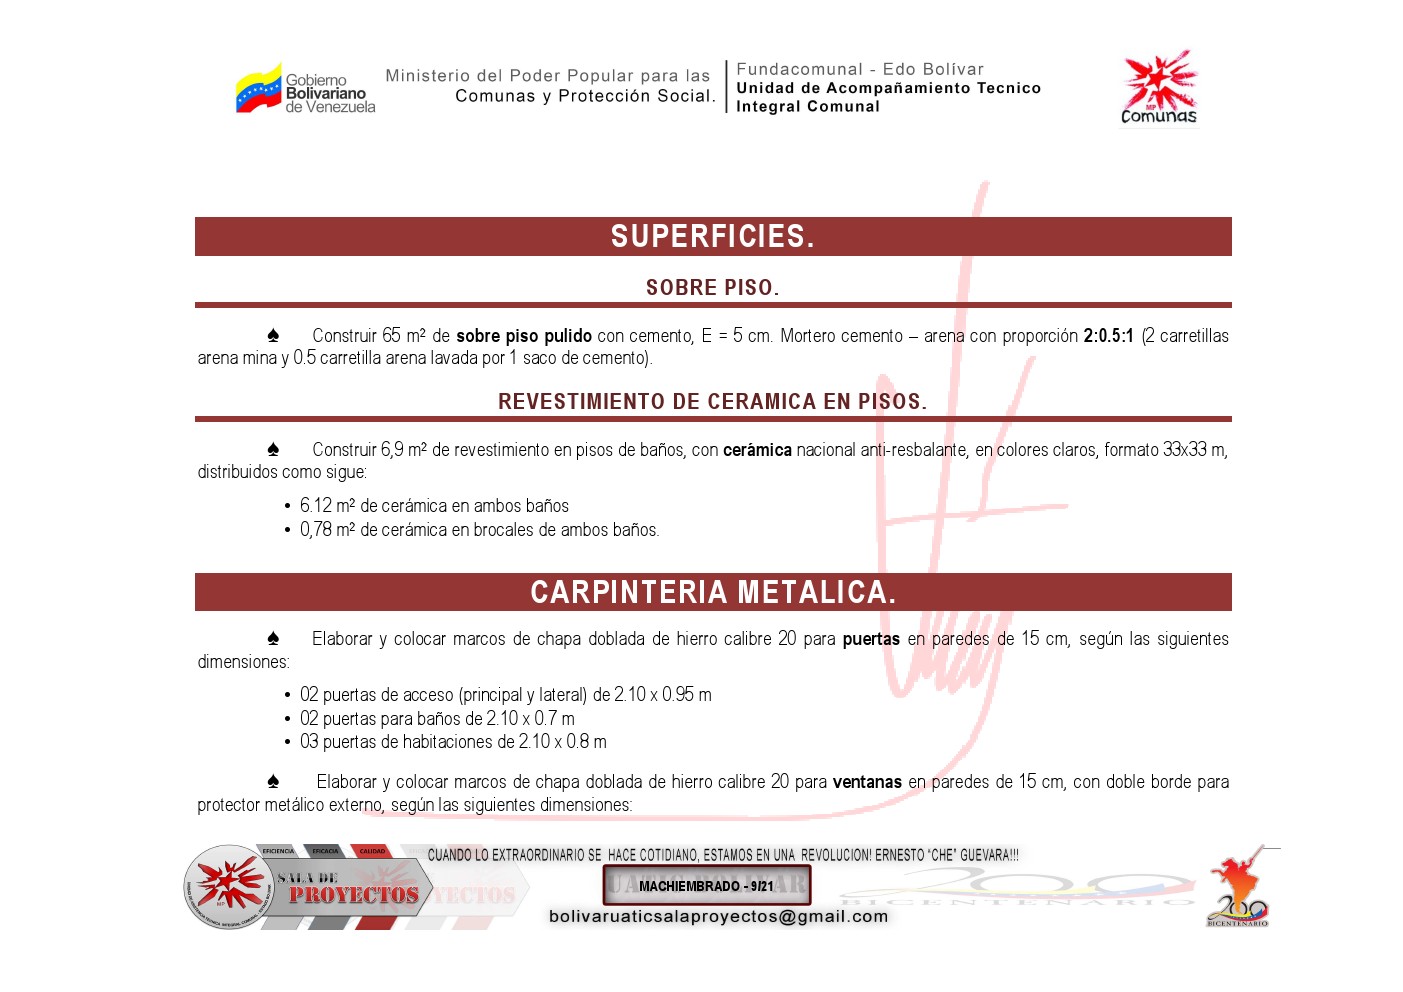 Gobierno
Bolivariano
de Venezuela
Ministerio del Poder Popular para las
Comunas y Protección Social.
Fundacomunal - Edo Bolívar
Unidad de Acompañamiento Tecnico
Integral Comunal
MP
Comunas
SUPERFICIES.
SOBRE PISO.
♠ Construir 65 m² de sobre piso pulido con cemento, E = 5 cm. Mortero cemento – arena con proporción 2:0.5:1 (2 carretillas
arena mina y 0.5 carretilla arena lavada por 1 saco de cemento).
REVESTIMIENTO DE CERAMICA EN PISOS.
♠ Construir 6,9 m² de revestimiento en pisos de baños, con cerámica nacional anti-resbalante, en colores claros, formato 33x33 m,
distribuidos como sigue:
• 6.12 m² de cerámica en ambos baños
• 0,78 m² de cerámica en brocales de ambos baños.
CARPINTERIA METALICA.
♠ Elaborar y colocar marcos de chapa doblada de hierro calibre 20 para puertas en paredes de 15 cm, según las siguientes
dimensiones:
• 02 puertas de acceso (principal y lateral) de 2.10 x 0.95 m
• 02 puertas para baños de 2.10 x 0.7 m
• 03 puertas de habitaciones de 2.10 x 0.8 m
♠ Elaborar y colocar marcos de chapa doblada de hierro calibre 20 para ventanas en paredes de 15 cm, con doble borde para
protector metálico externo, según las siguientes dimensiones:
EFICIENCIA EFICACIA CALIDAD
SALA DE
PROYECTOS
CUANDO LO EXTRAORDINARIO SE HACE COTIDIANO, ESTAMOS EN UNA REVOLUCION! ERNESTO “CHE” GUEVARA!!!
MACHIEMBRADO - 9/21
bolivaruaticsalaproyectos@gmail.com
200
BICENTENARIO
200
BICENTENARIO